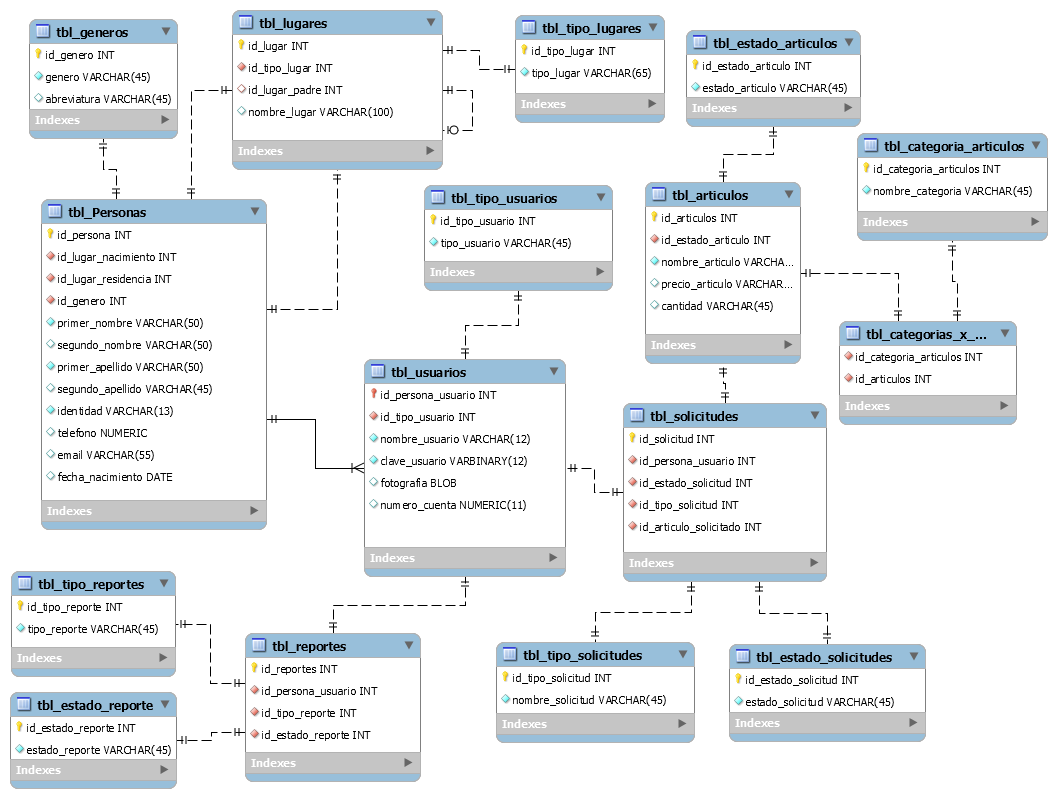 tbl_generos
id_genero INT
genero VARCHAR(45)
abreviatura VARCHAR(45)
Indexes
tbl_lugares
id_lugar INT
id_tipo_lugar INT
id_lugar_padre INT
nombre_lugar VARCHAR(100)
Indexes
tbl_tipo_lugares
id_tipo_lugar INT
tipo_lugar VARCHAR(65)
Indexes
tbl_estado_articulos
id_estado_articulo INT
estado_articulo VARCHAR(45)
Indexes
tbl_categoria_articulos
id_categoria_articulos INT
nombre_categoria VARCHAR(45)
Indexes
tbl_Personas
id_persona INT
id_lugar_nacimiento INT
id_lugar_residencia INT
id_genero INT
primer_nombre VARCHAR(50)
segundo_nombre VARCHAR(50)
primer_apellido VARCHAR(50)
segundo_apellido VARCHAR(45)
identidad VARCHAR(13)
telefono NUMERIC
email VARCHAR(55)
fecha_nacimiento DATE
Indexes
tbl_tipo_usuarios
id_tipo_usuario INT
tipo_usuario VARCHAR(45)
Indexes
tbl_articulos
id_articulos INT
id_estado_articulo INT
nombre_articulo VARCHA...
precio_articulo VARCHAR...
cantidad VARCHAR(45)
Indexes
tbl_categorias_x_...
id_categoria_articulos INT
id_articulos INT
Indexes
tbl_usuarios
id_persona_usuario INT
id_tipo_usuario INT
nombre_usuario VARCHAR(12)
clave_usuario VARBINARY(12)
fotografia BLOB
numero_cuenta NUMERIC(11)
Indexes
tbl_solicitudes
id_solicitud INT
id_persona_usuario INT
id_estado_solicitud INT
id_tipo_solicitud INT
id_articulo_solicitado INT
Indexes
tbl_tipo_reportes
id_tipo_reporte INT
tipo_reporte VARCHAR(45)
Indexes
tbl_estado_reporte
id_estado_reporte INT
estado_reporte VARCHAR(45)
Indexes
tbl_reportes
id_reportes INT
id_persona_usuario INT
id_tipo_reporte INT
id_estado_reporte INT
Indexes
tbl_tipo_solicitudes
id_tipo_solicitud INT
nombre_solicitud VARCHAR(45)
Indexes
tbl_estado_solicitudes
id_estado_solicitud INT
estado_solicitud VARCHAR(45)
Indexes